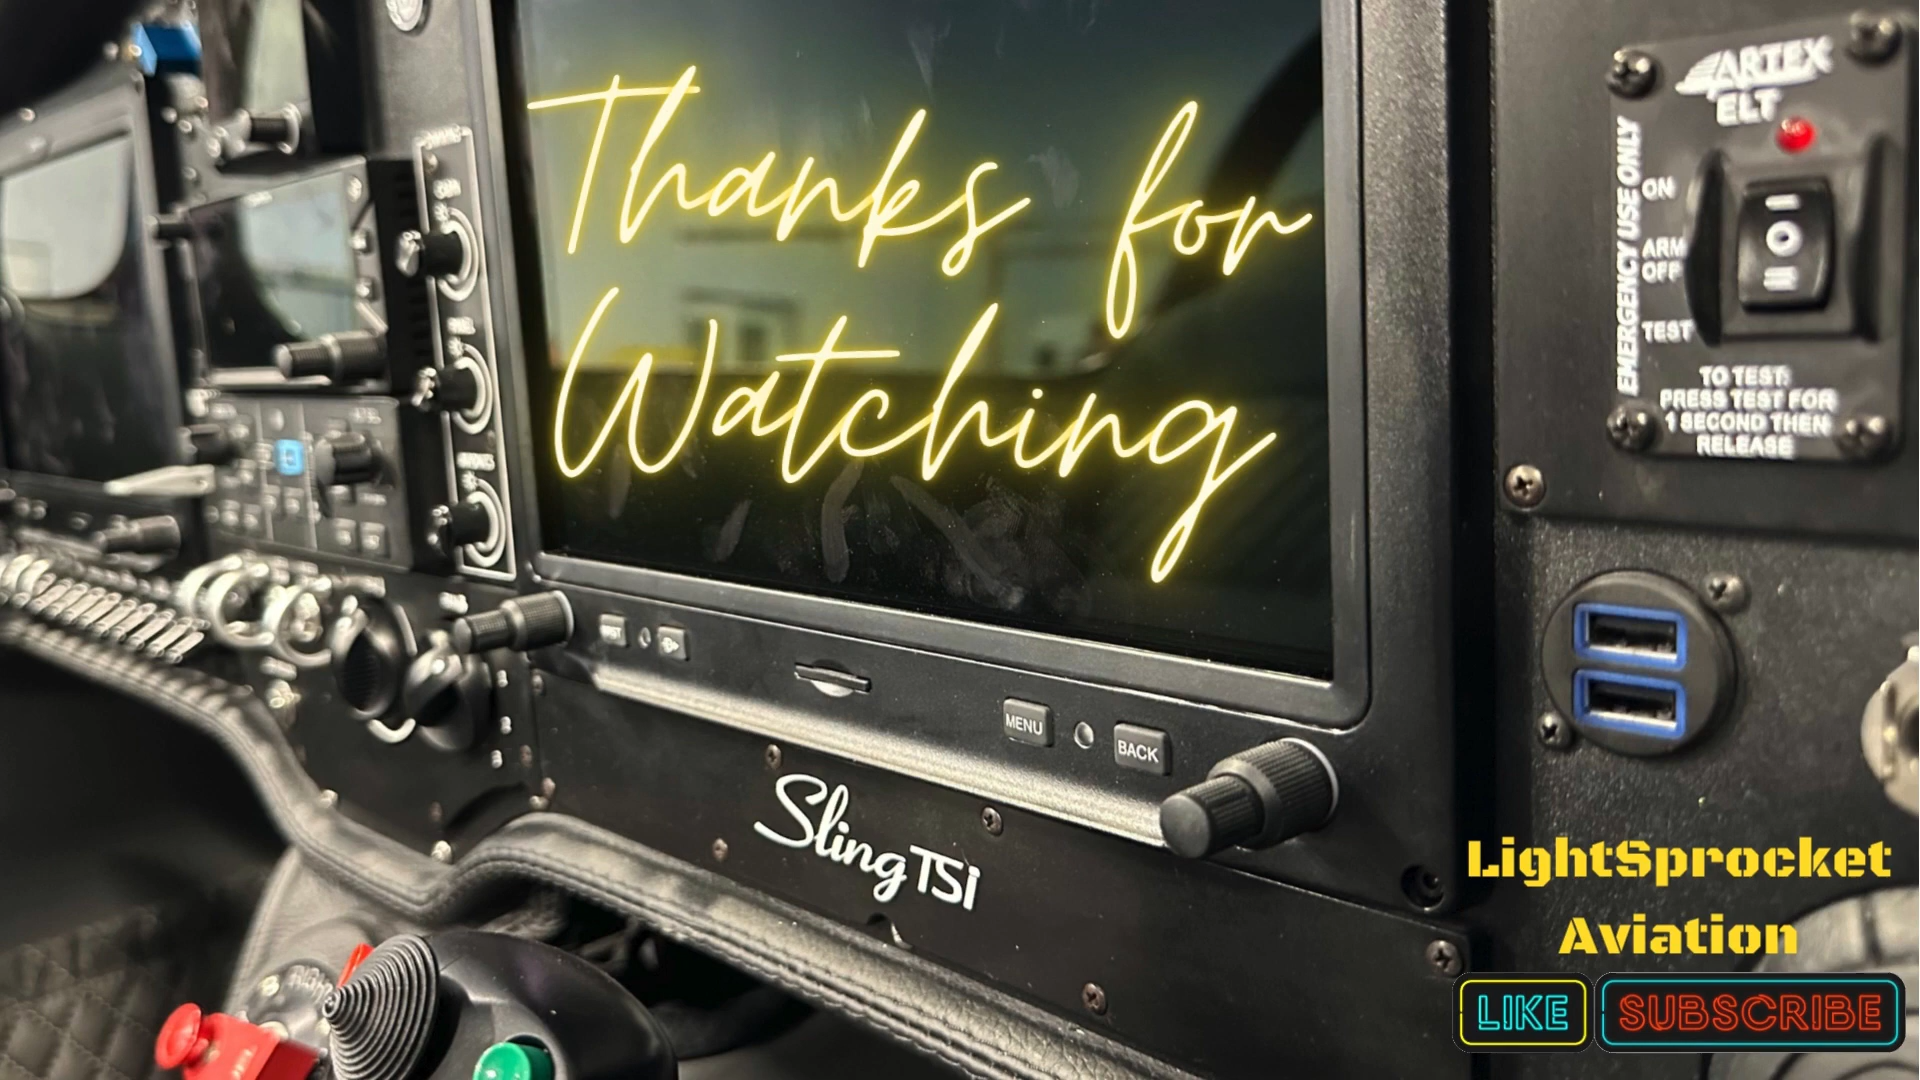 Thanks for
Watching
ARTEX
ELT
EMERGENCY USE ONLY
ON
ARM
OFF
TEST
TO TEST:
PRESS TEST FOR
1 SECOND THEN
RELEASE
MENU
BACK
Sling TSi
LightSprocket
Aviation
LIKE
SUBSCRIBE